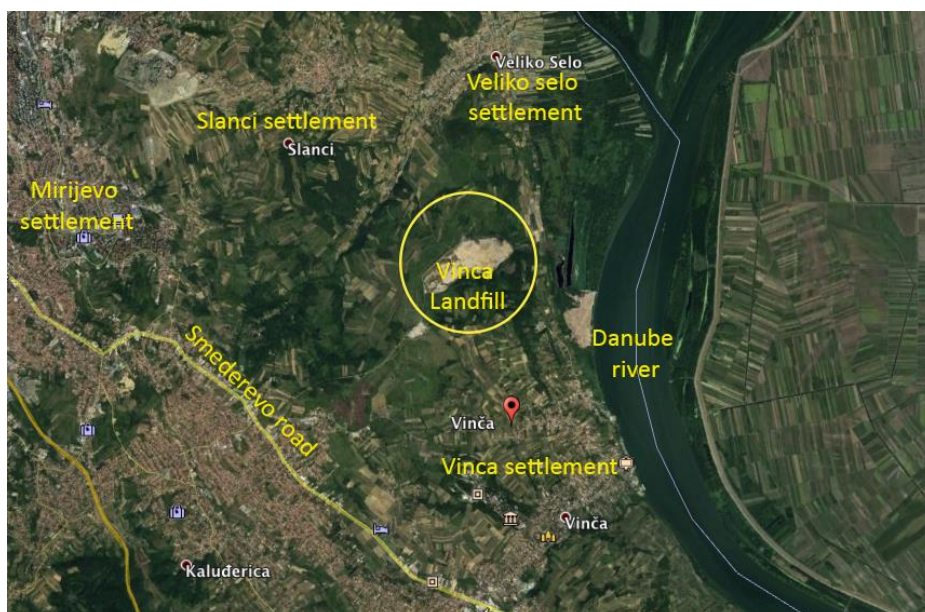 Veliko Selo
Veliko selo
settlement
Slanci settlement
Slanci
Mirijevo
settlement
Vinca
Landfill
Danube
river
Smederevo road
Vinča
Vinca settlement
Vinča
Kaluđerica